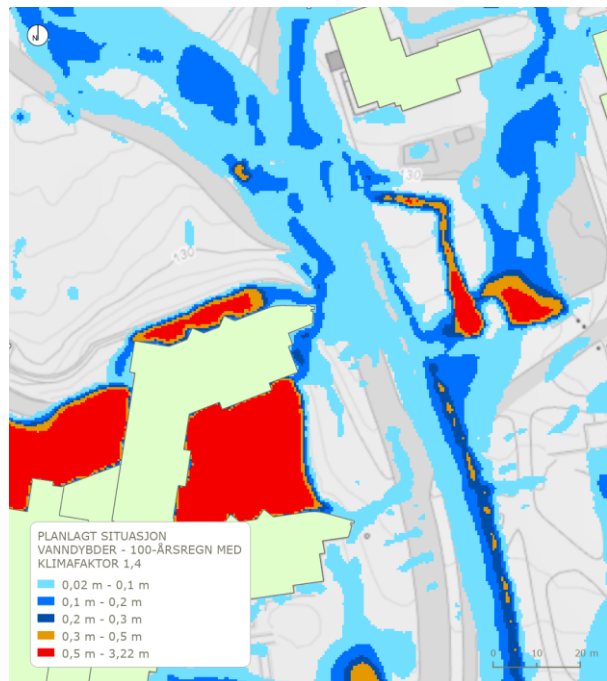 N
130
130
PLANLAGT SITUASJON
VANNDYBDER - 100-ÅRSREGN MED
KLIMAFAKTOR 1,4
0,02 m - 0,1 m
0,1 m - 0,2 m
0,2 m - 0,3 m
0,3 m - 0,5 m
0,5 m - 3,22 m
0 10 20 m